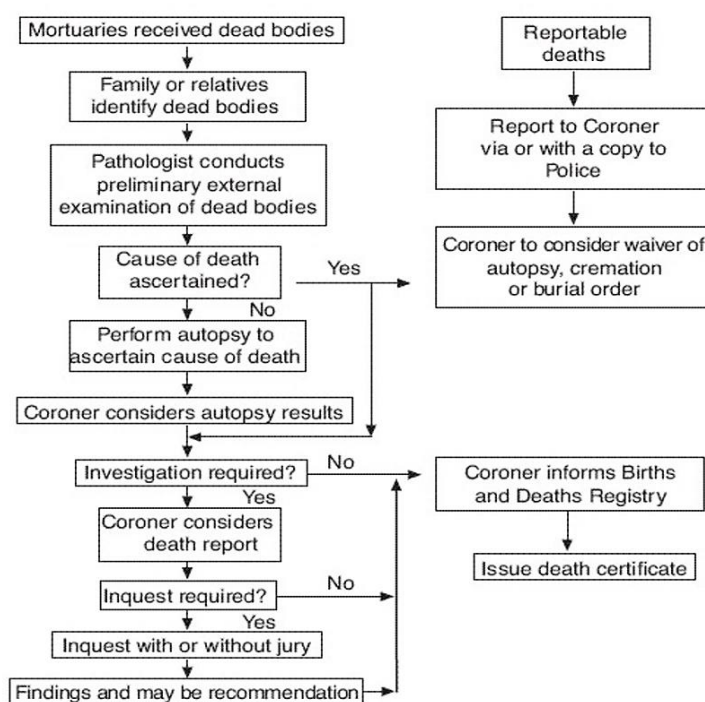 Mortuaries received dead bodies
Family or relatives
identify dead bodies
Pathologist conducts
preliminary external
examination of dead bodies
Cause of death
ascertained?
Yes
No
Perform autopsy to
ascertain cause of death
Coroner considers autopsy results
Investigation required?
No
Yes
Coroner considers
death report
Inquest required?
No
Yes
Inquest with or without jury
Findings and may be recommendation
Reportable
deaths
Report to Coroner
via or with a copy to
Police
Coroner to consider waiver of
autopsy, cremation
or burial order
Coroner informs Births
and Deaths Registry
Issue death certificate